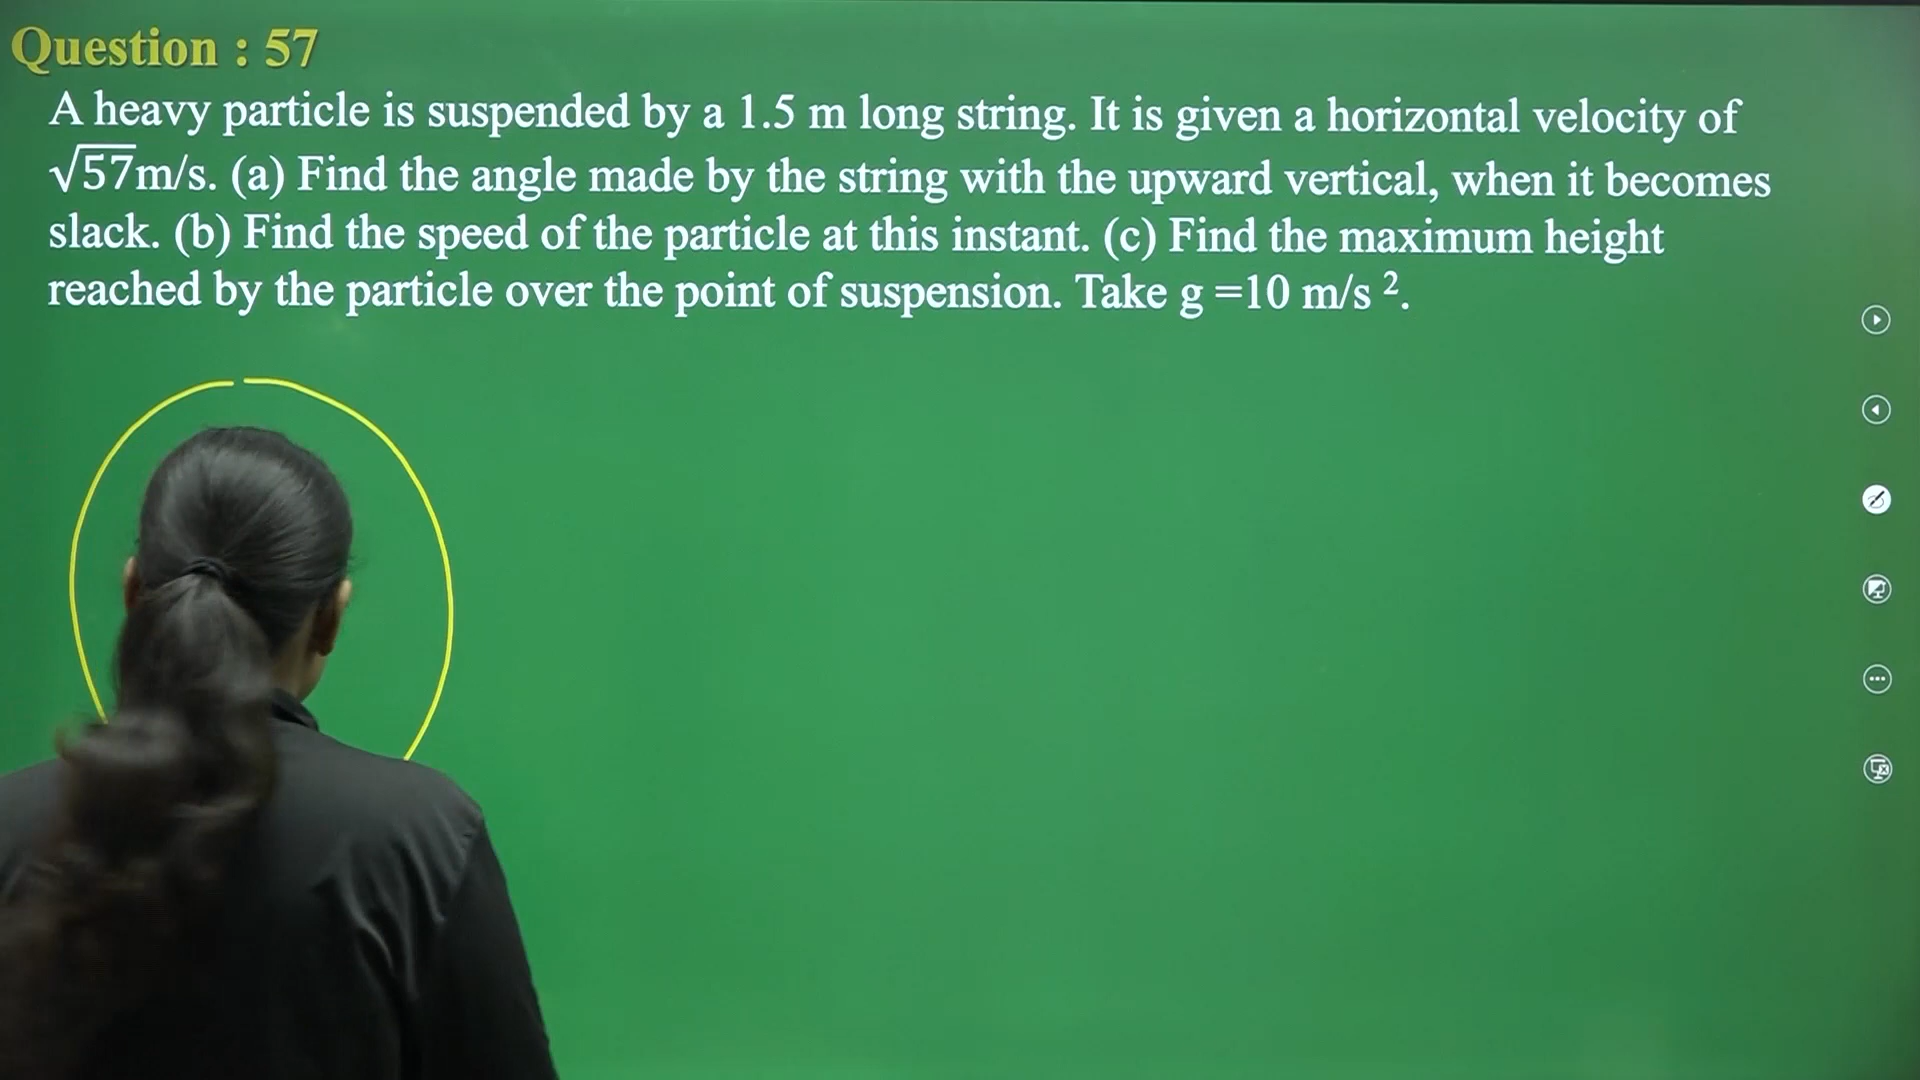 Question : 57
A heavy particle is suspended by a 1.5 m long string. It is given a horizontal velocity of
√57m/s. (a) Find the angle made by the string with the upward vertical, when it becomes
slack. (b) Find the speed of the particle at this instant. (c) Find the maximum height
reached by the particle over the point of suspension. Take g =10 m/s ².